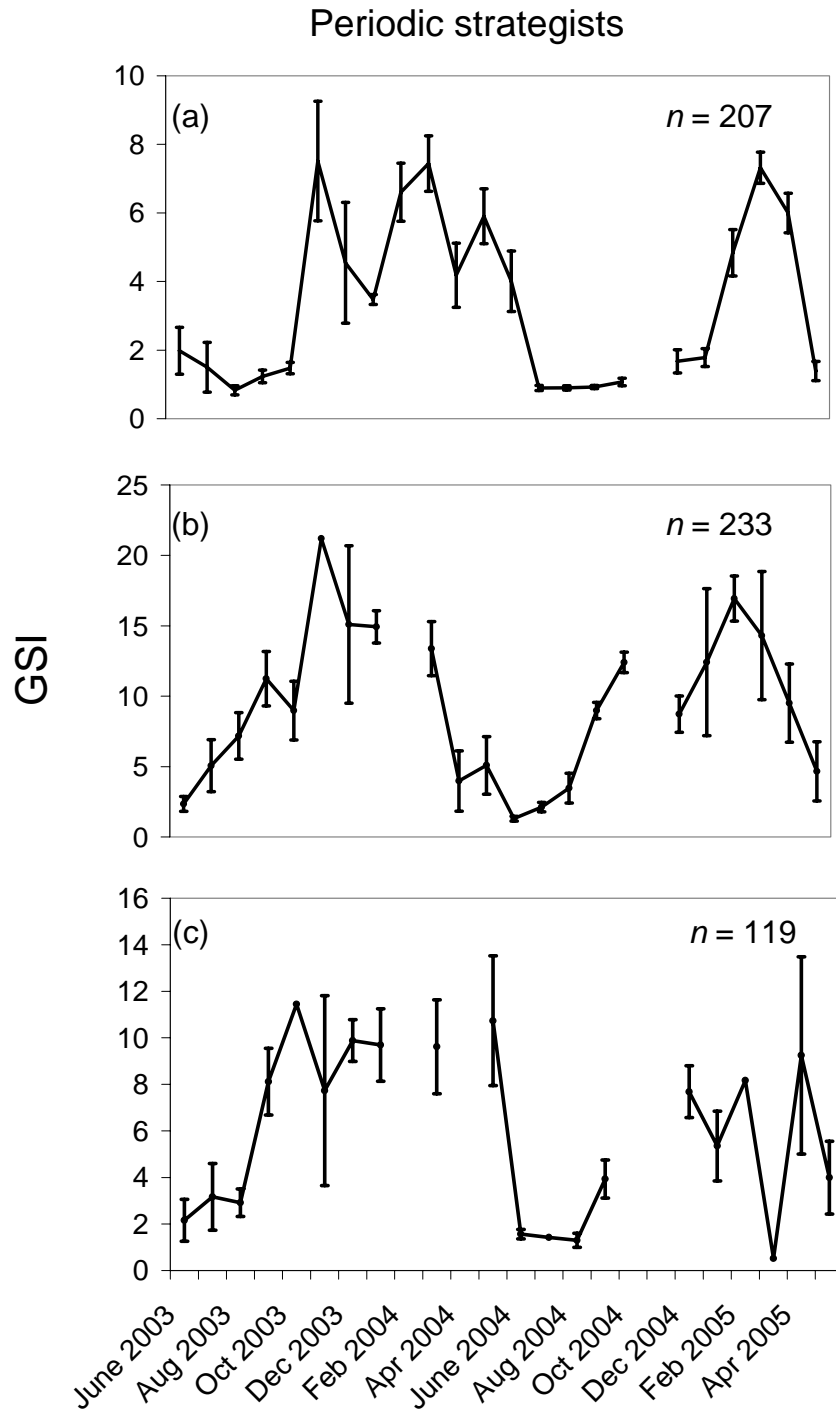 Periodic strategists
10
(a)
n = 207
8
6
4
2
0
25
(b)
n = 233
20
15
10
5
0
GSI
16
(c)
n = 119
14
12
10
8
6
4
2
0
June 2003
Aug 2003
Oct 2003
Dec 2003
Feb 2004
Apr 2004
June 2004
Aug 2004
Oct 2004
Dec 2004
Feb 2005
Apr 2005